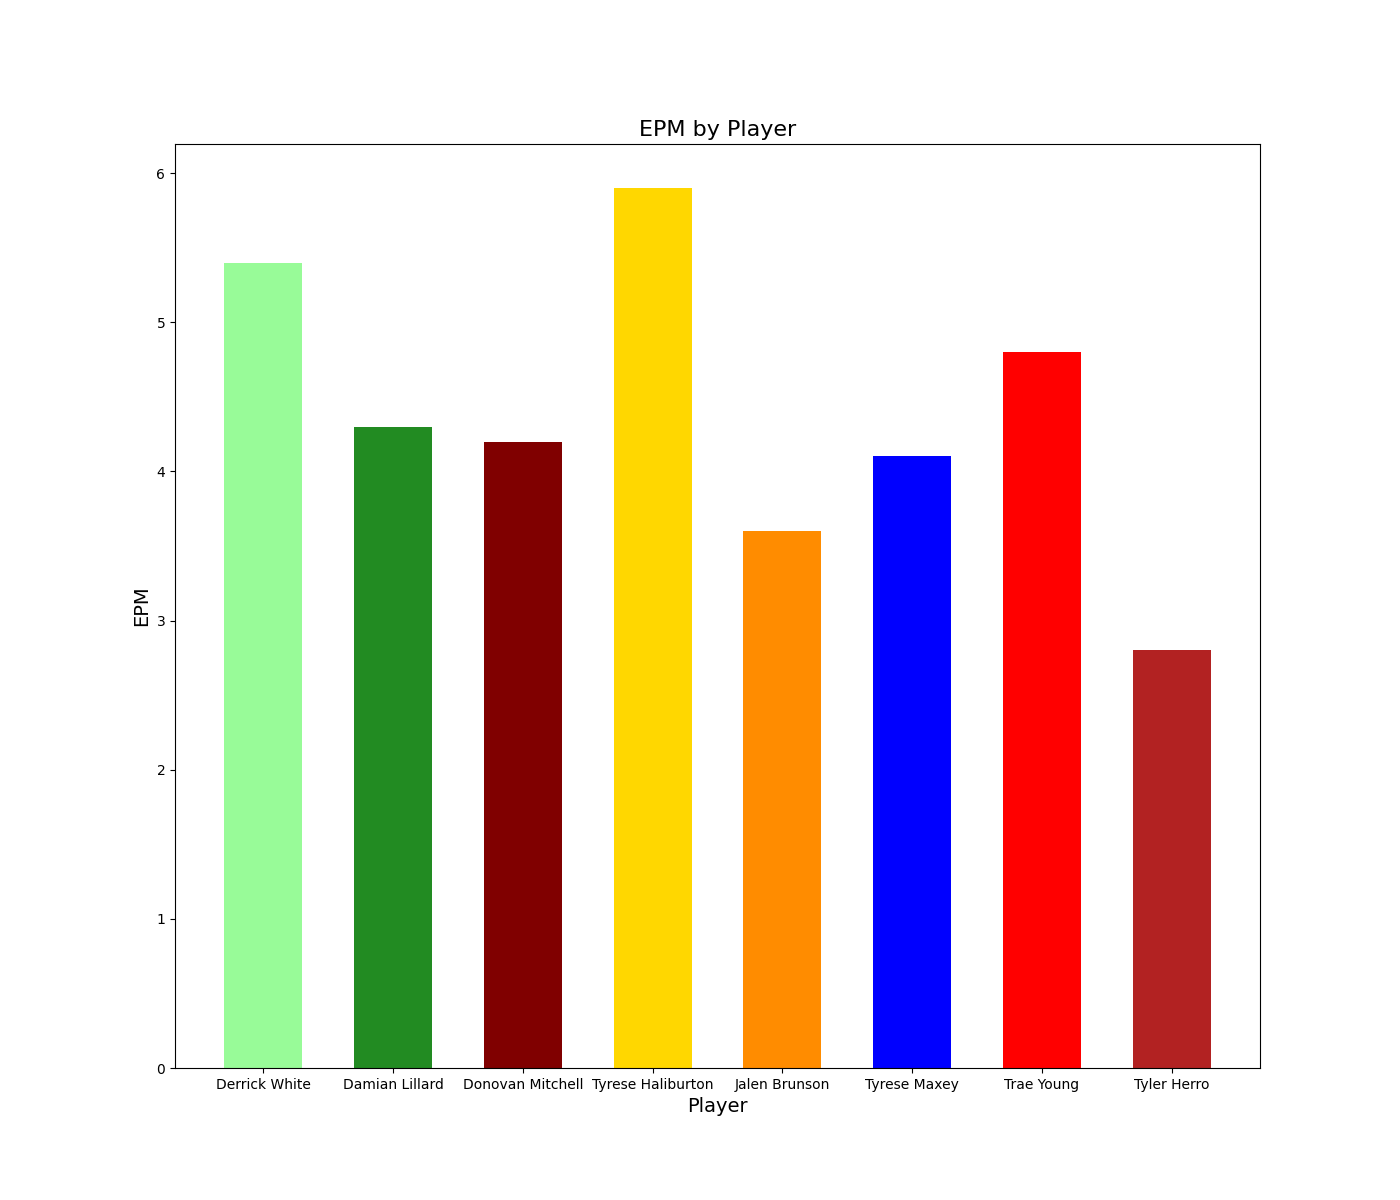 EPM by Player
6
5
4
3
2
1
0
EPM
Derrick White Damian Lillard Donovan Mitchell Tyrese Haliburton Jalen Brunson Tyrese Maxey Trae Young Tyler Herro
Player